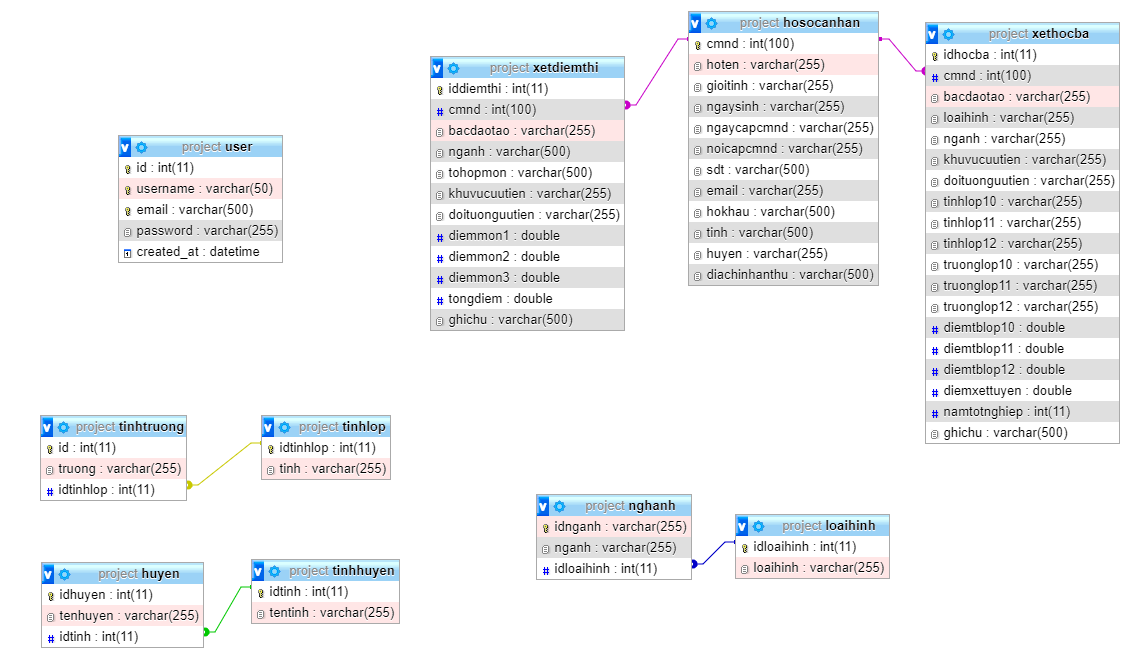 project hosocanhan
cmnd : int(100)
hoten : varchar(255)
gioitinh : varchar(255)
ngaysinh : varchar(255)
ngaycapcmnd : varchar(255)
noicapcmnd : varchar(255)
sdt : varchar(500)
email : varchar(255)
hokhau : varchar(500)
tinh : varchar(500)
huyen : varchar(255)
diachinhanthu : varchar(500)
project xethocba
idhocba : int(11)
cmnd : int(100)
bacdaotao : varchar(255)
loaihinh : varchar(255)
nganh : varchar(255)
khuvucuutien : varchar(255)
doituonguutien : varchar(255)
tinhlop10 : varchar(255)
tinhlop11 : varchar(255)
tinhlop12 : varchar(255)
truonglop10 : varchar(255)
truonglop11 : varchar(255)
truonglop12 : varchar(255)
diemtblop10 : double
diemtblop11 : double
diemtblop12 : double
diemxettuyen : double
namtotnghiep : int(11)
ghichu : varchar(500)
project xetdiemthi
iddiemthi : int(11)
cmnd : int(100)
bacdaotao : varchar(255)
nganh : varchar(500)
tohopmon : varchar(500)
khuvucuutien : varchar(255)
doituonguutien : varchar(255)
diemmon1 : double
diemmon2 : double
diemmon3 : double
tongdiem : double
ghichu : varchar(500)
project user
id : int(11)
username : varchar(50)
email : varchar(500)
password : varchar(255)
created_at : datetime
project tinhtruong
id : int(11)
truong : varchar(255)
idtinhlop : int(11)
project tinhlop
idtinhlop : int(11)
tinh : varchar(255)
project nghanh
idnganh : varchar(255)
nganh : varchar(255)
idloaihinh : int(11)
project loaihinh
idloaihinh : int(11)
loaihinh : varchar(255)
project huyen
idhuyen : int(11)
tenhuyen : varchar(255)
idtinh : int(11)
project tinhhuyen
idtinh : int(11)
tentinh : varchar(255)